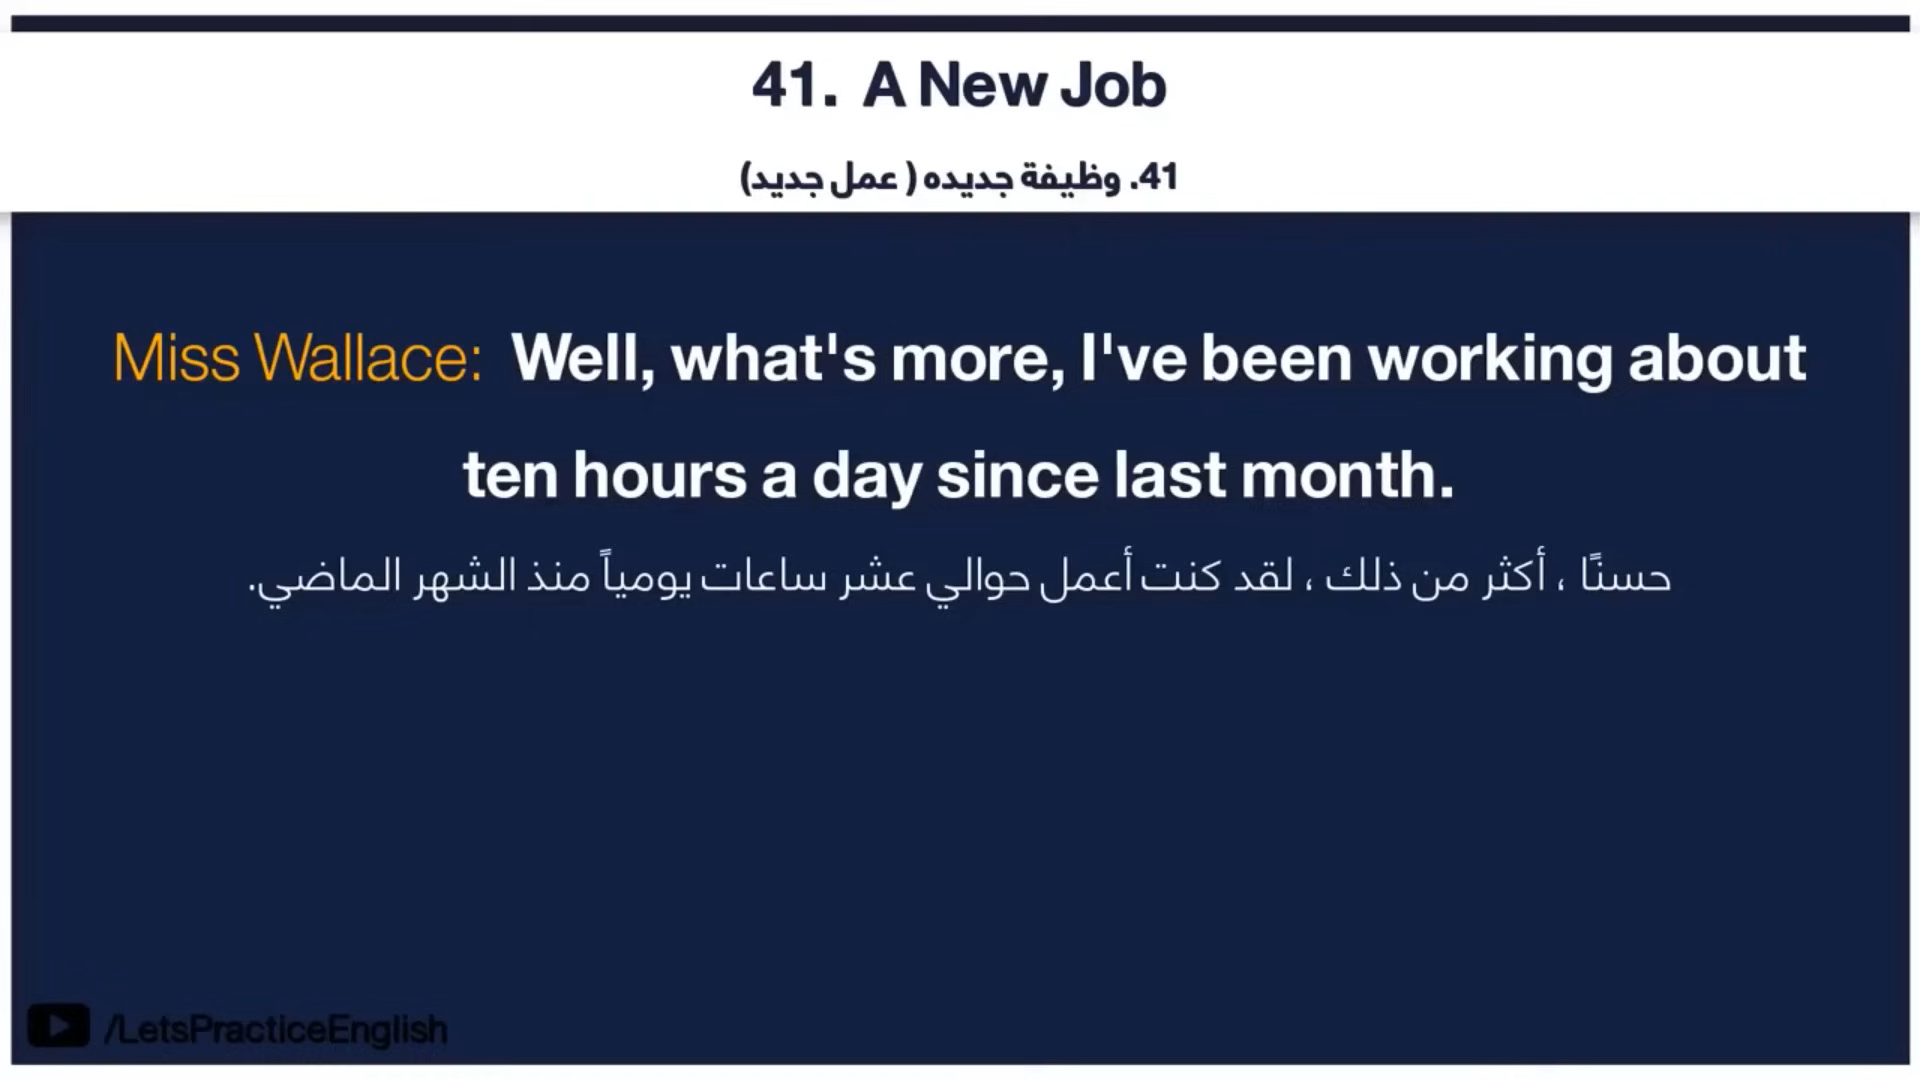 41. A New Job
41. وظيفة جديده ( عمل جديد)
Miss Wallace: Well, what's more, I've been working about
ten hours a day since last month.
حسنًا ، أكثر من ذلك ، لقد كنت أعمل حوالي عشر ساعات يومياً منذ الشهر الماضي.
/LetsPracticeEnglish